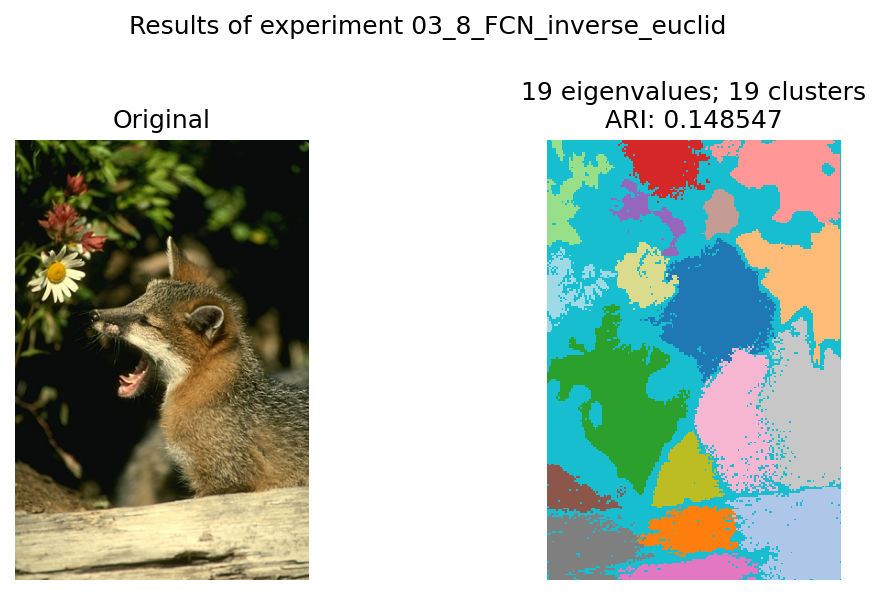 Results of experiment 03_8_FCN_inverse_euclid
Original
19 eigenvalues; 19 clusters
ARI: 0.148547